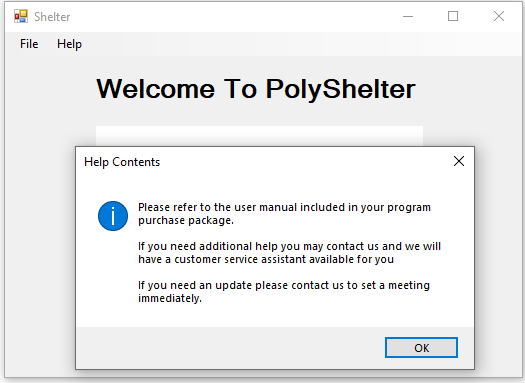 Shelter
File Help
Welcome To PolyShelter
Help Contents
Please refer to the user manual included in your program
purchase package.
If you need additional help you may contact us and we will
have a customer service assistant available for you
If you need an update please contact us to set a meeting
immediately.
OK